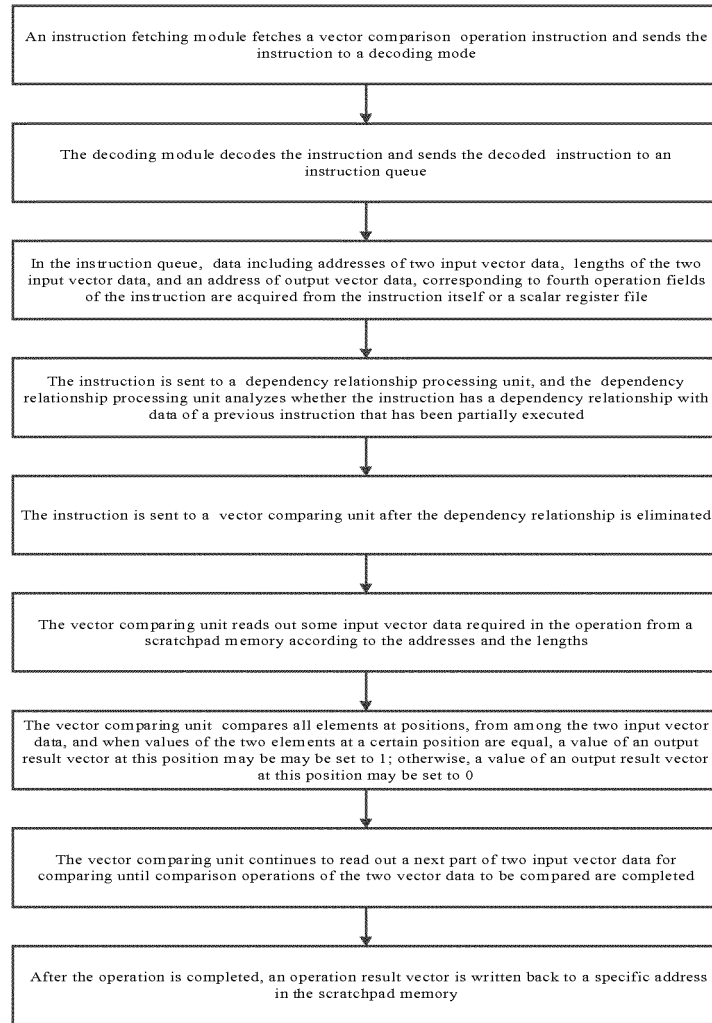 An instruction fetching module fetches a vector comparison operation instruction and sends the
instruction to a decoding mode
The decoding module decodes the instruction and sends the decoded instruction to an
instruction queue
In the instruction queue, data including addresses of two input vector data, lengths of the two
input vector data, and an address of output vector data, corresponding to fourth operation fields
of the instruction are acquired from the instruction itself or a scalar register file
The instruction is sent to a dependency relationship processing unit, and the dependency
relationship processing unit analyzes whether the instruction has a dependency relationship with
data of a previous instruction that has been partially executed
The instruction is sent to a vector comparing unit after the dependency relationship is eliminated
The vector comparing unit reads out some input vector data required in the operation from a
scratchpad memory according to the addresses and the lengths
The vector comparing unit compares all elements at positions, from among the two input vector
data, and when values of the two elements at a certain position are equal, a value of an output
result vector at this position may be may be set to 1; otherwise, a value of an output result vector
at this position may be set to 0
The vector comparing unit continues to read out a next part of two input vector data for
comparing until comparison operations of the two vector data to be compared are completed
After the operation is completed, an operation result vector is written back to a specific address
in the scratchpad memory